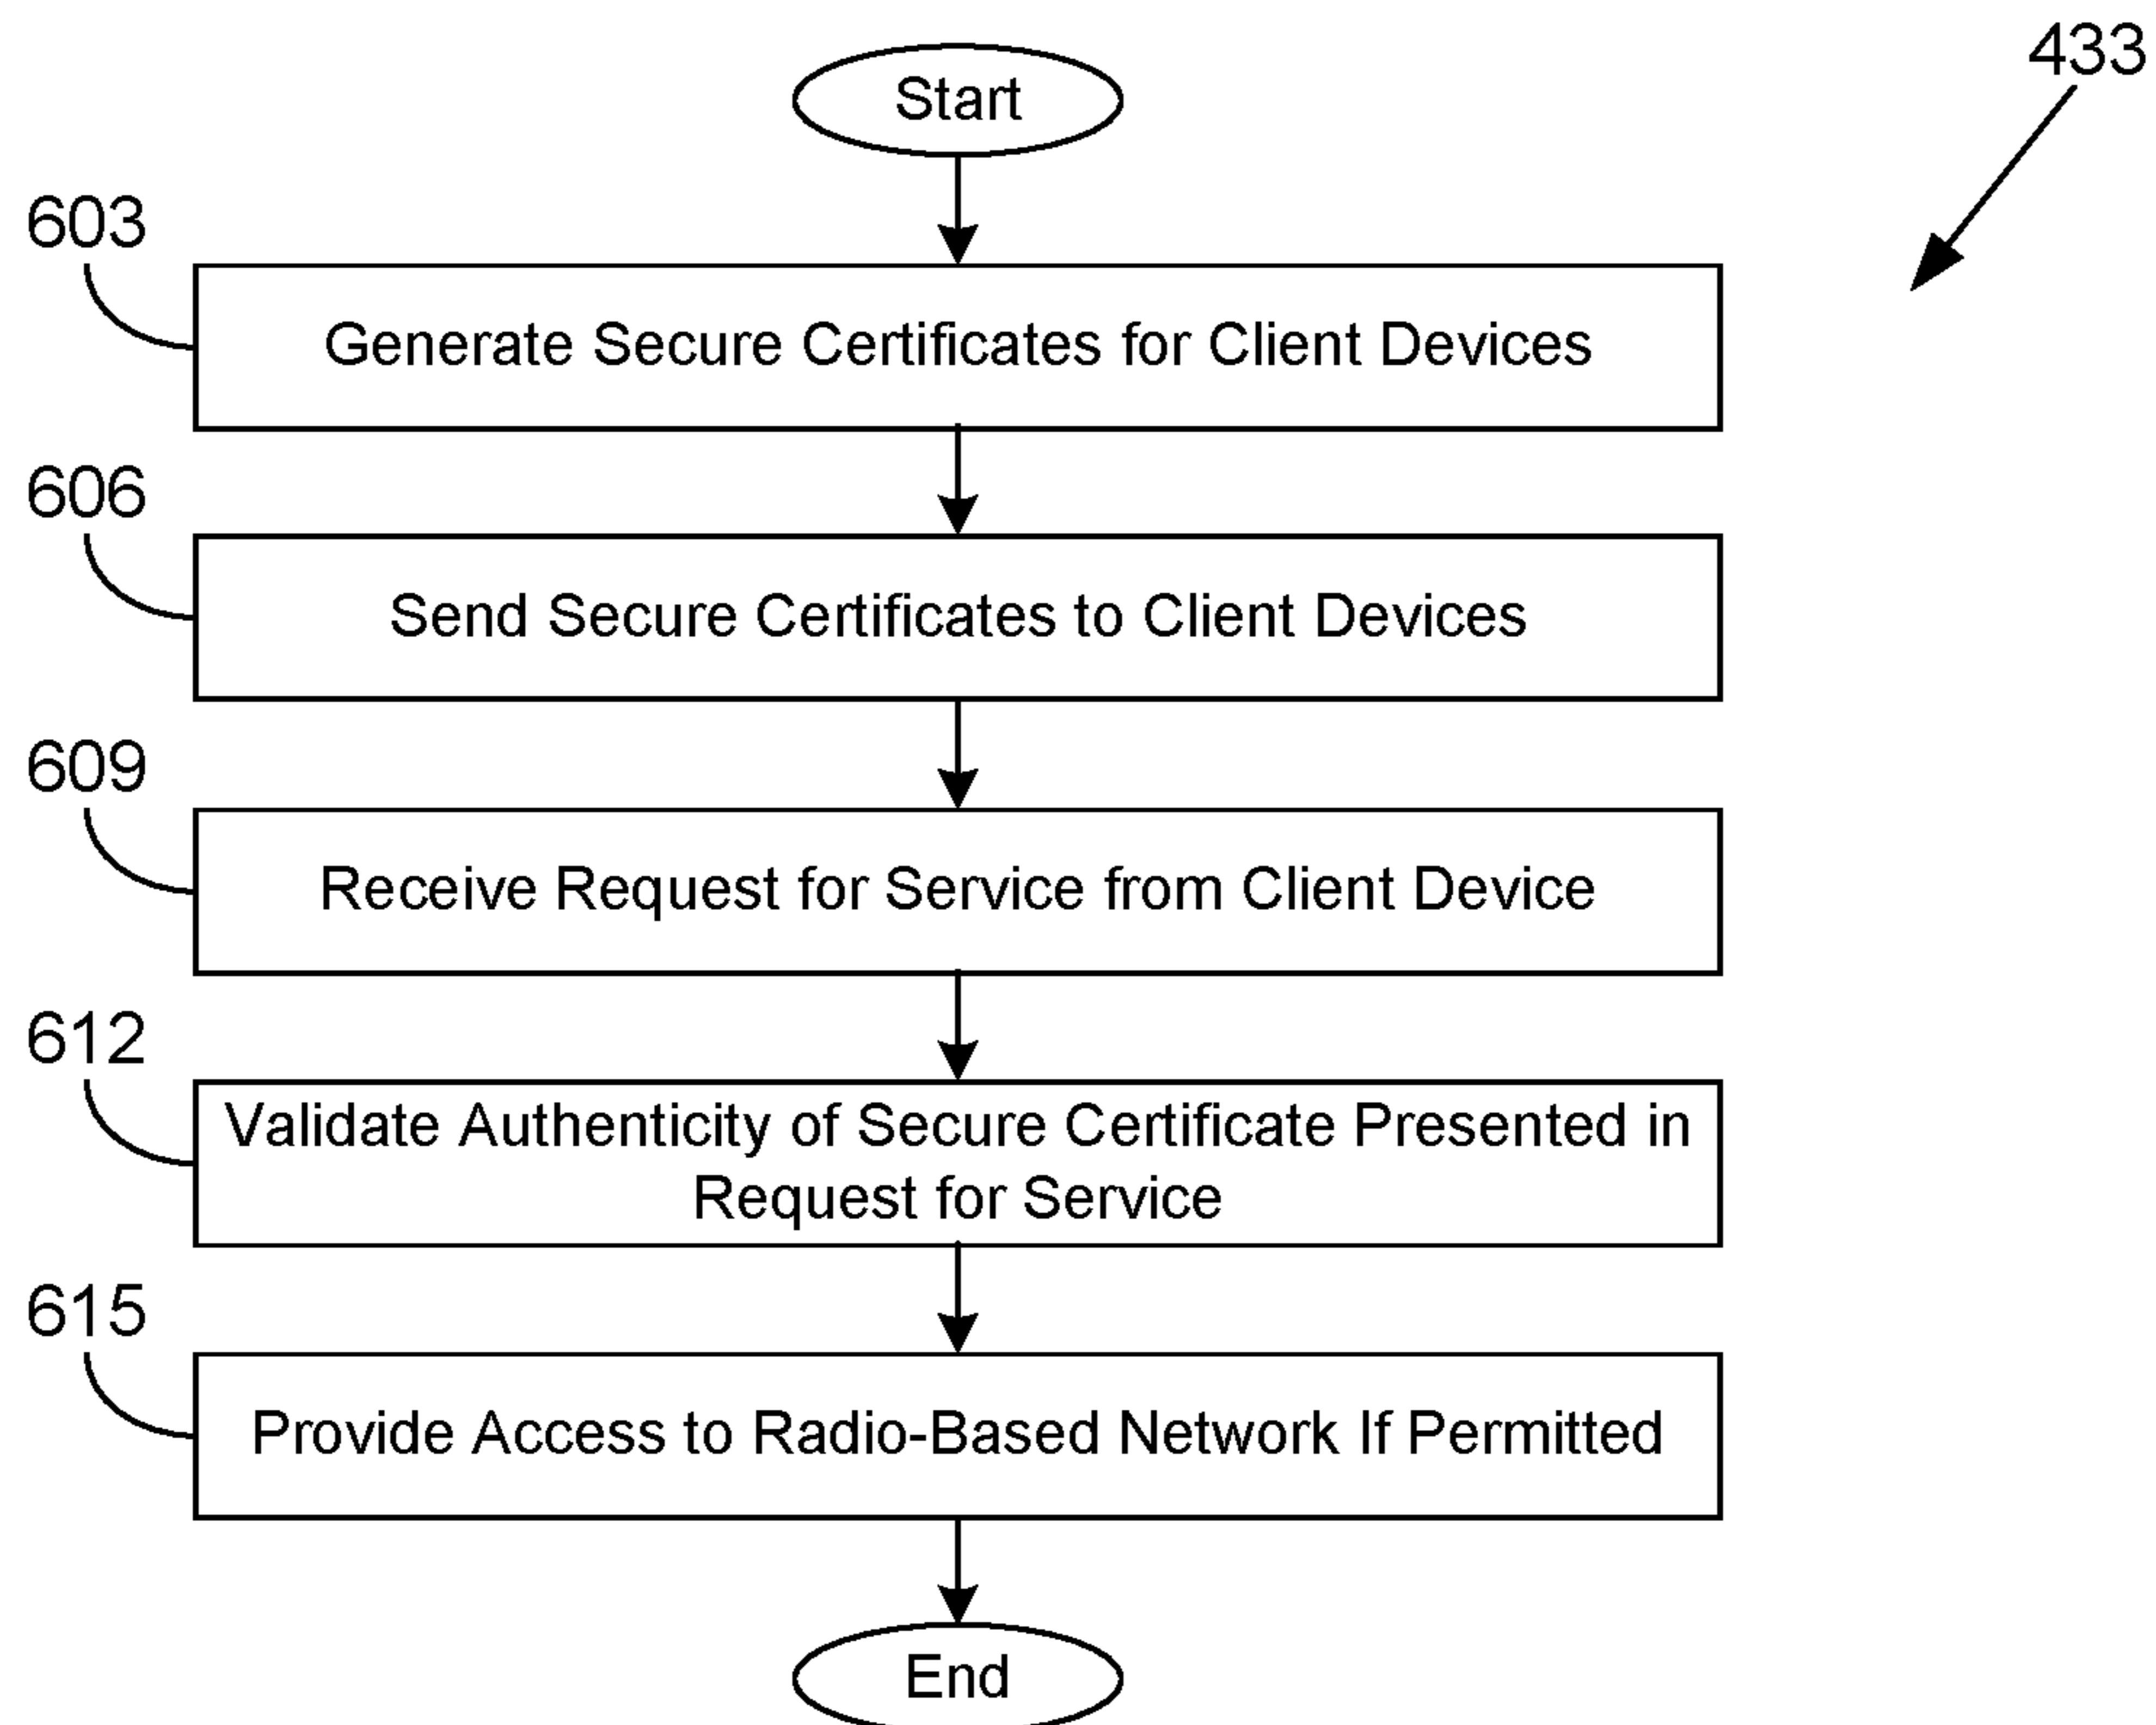 433
Start
603
Generate Secure Certificates for Client Devices
606
Send Secure Certificates to Client Devices
609
Receive Request for Service from Client Device
612
Validate Authenticity of Secure Certificate Presented in
Request for Service
615
Provide Access to Radio-Based Network If Permitted
End